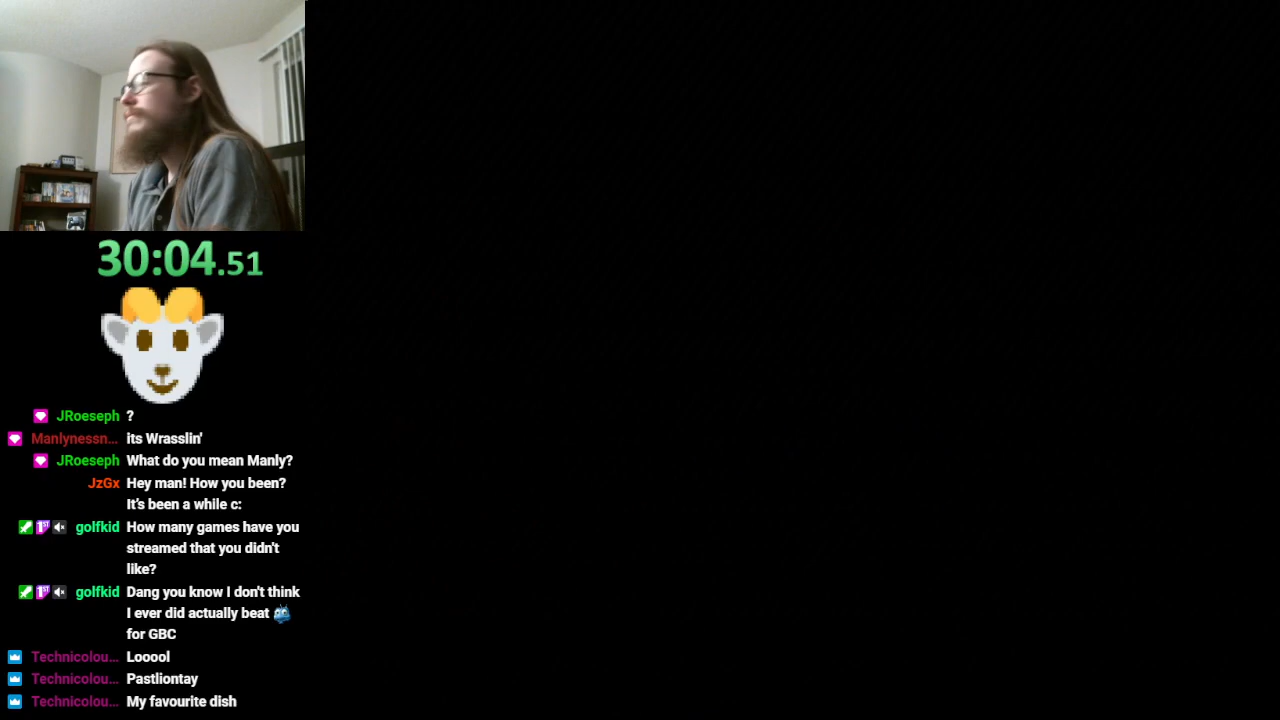 30:04.51
JRoeseph ?
Manlynessn... its Wrasslin'
JRoeseph What do you mean Manly?
JzGx Hey man! How you been?
It's been a while c:
golfkid How many games have you
streamed that you didn't
like?
golfkid Dang you know I don't think
I ever did actually beat
for GBC
Technicolou... Looool
Technicolou... Pastliontay
Technicolou... My favourite dish